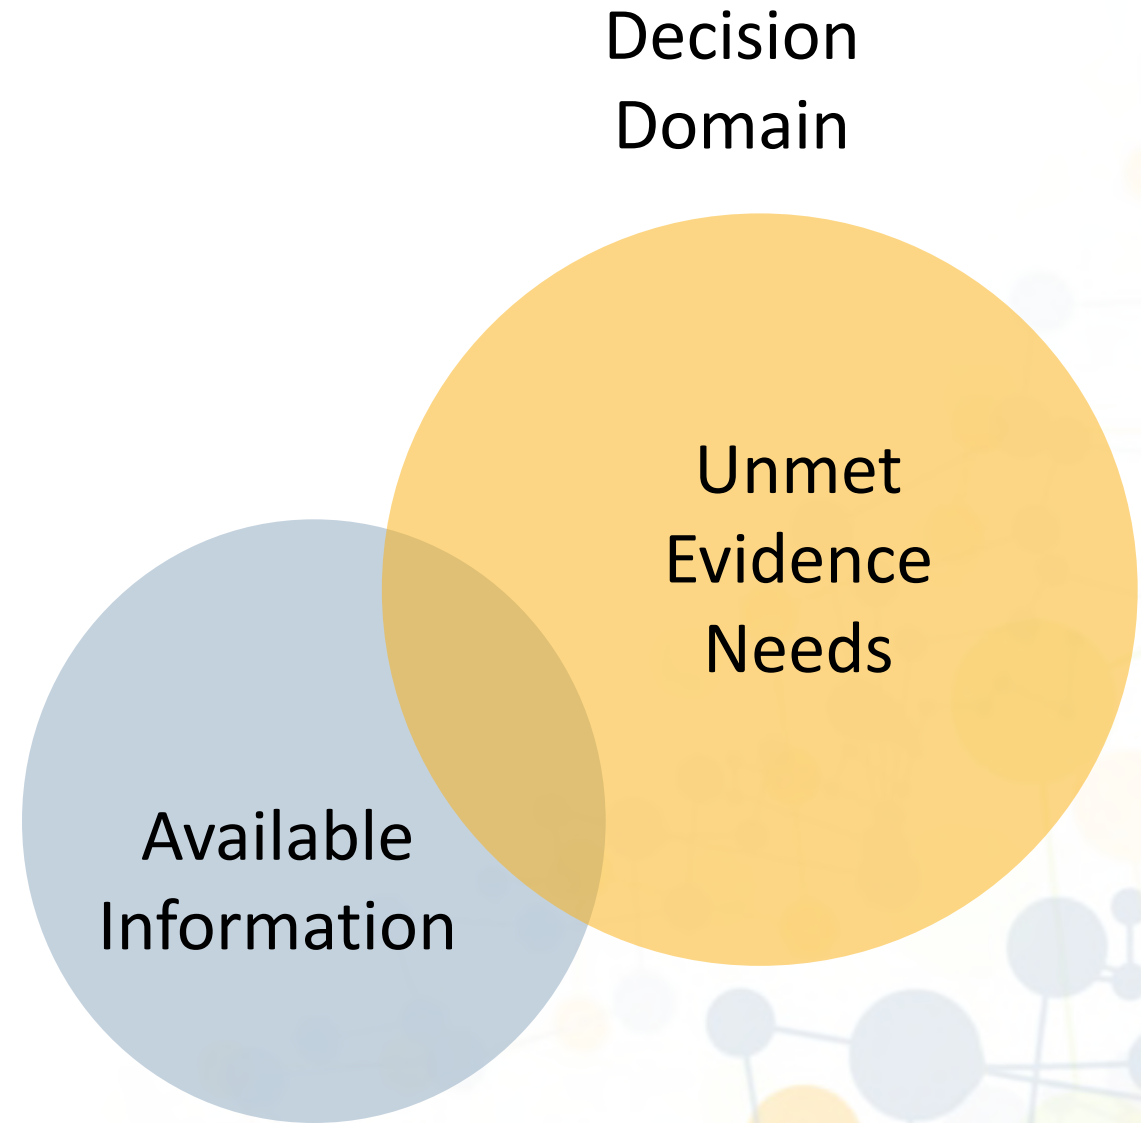 Decision
Domain
Unmet
Evidence
Needs
Available
Information